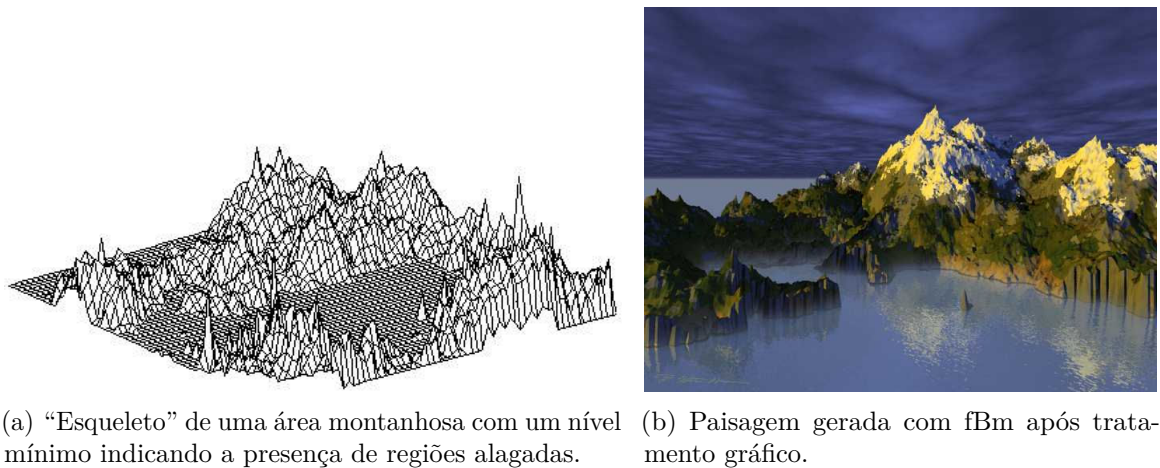 (a) “Esqueleto” de uma área montanhosa com um nível
mínimo indicando a presença de regiões alagadas.
(b) Paisagem gerada com fBm após trata-
mento gráfico.